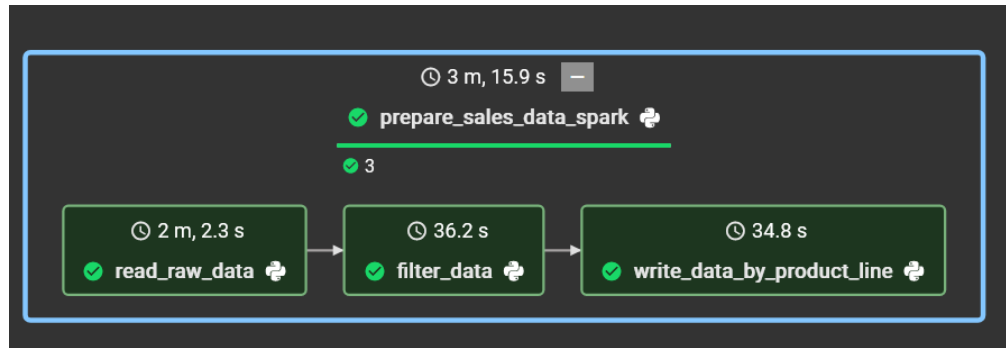 3 m, 15.9 s
prepare_sales_data_spark
3
2 m, 2.3 s
read_raw_data
36.2 s
filter_data
34.8 s
write_data_by_product_line